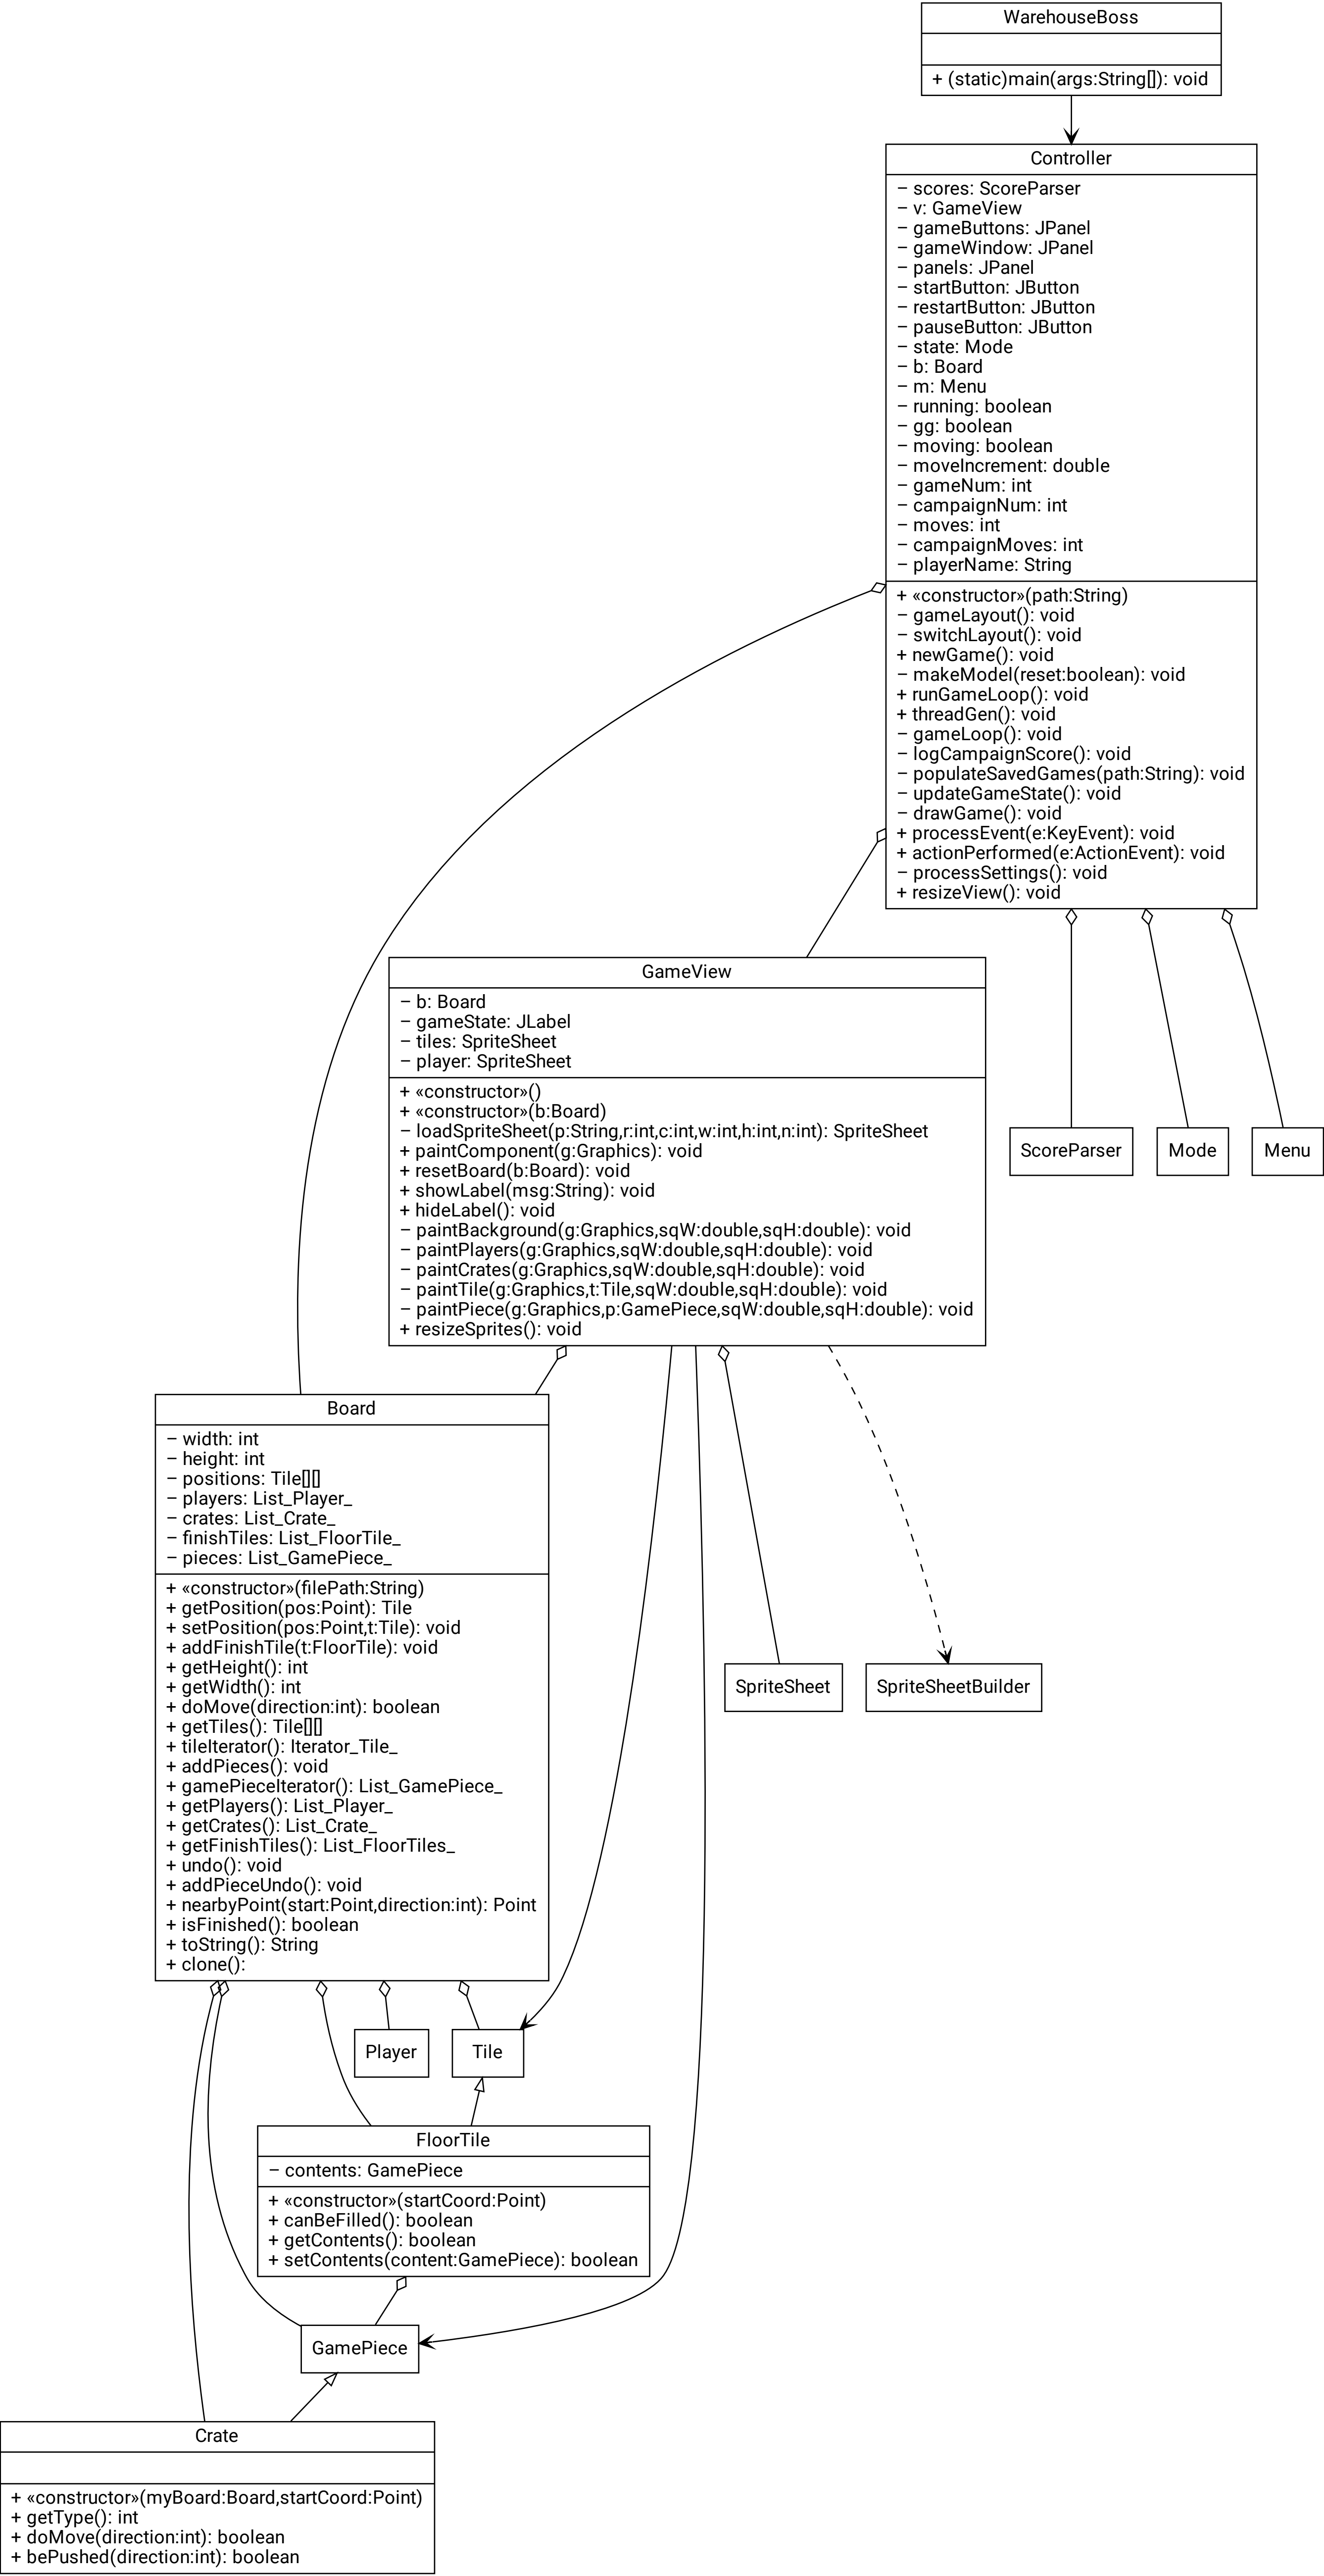 WarehouseBoss
+ (static)main(args:String[]): void
Controller
− scores: ScoreParser
− v: GameView
− gameButtons: JPanel
− gameWindow: JPanel
− panels: JPanel
− startButton: JButton
− restartButton: JButton
− pauseButton: JButton
− state: Mode
− b: Board
− m: Menu
− running: boolean
− gg: boolean
− moving: boolean
− moveIncrement: double
− gameNum: int
− campaignNum: int
− moves: int
− campaignMoves: int
− playerName: String
+ «constructor»(path:String)
− gameLayout(): void
− switchLayout(): void
+ newGame(): void
− makeModel(reset:boolean): void
+ runGameLoop(): void
+ threadGen(): void
− gameLoop(): void
− logCampaignScore(): void
− populateSavedGames(path:String): void
− updateGameState(): void
− drawGame(): void
+ processEvent(e:KeyEvent): void
+ actionPerformed(e:ActionEvent): void
− processSettings(): void
+ resizeView(): void
GameView
− b: Board
− gameState: JLabel
− tiles: SpriteSheet
− player: SpriteSheet
+ «constructor»()
+ «constructor»(b:Board)
− loadSpriteSheet(p:String,r:int,c:int,w:int,h:int,n:int): SpriteSheet
+ paintComponent(g:Graphics): void
+ resetBoard(b:Board): void
+ showLabel(msg:String): void
+ hideLabel(): void
− paintBackground(g:Graphics,sqW:double,sqH:double): void
− paintPlayers(g:Graphics,sqW:double,sqH:double): void
− paintCrates(g:Graphics,sqW:double,sqH:double): void
− paintTile(g:Graphics,t:Tile,sqW:double,sqH:double): void
− paintPiece(g:Graphics,p:GamePiece,sqW:double,sqH:double): void
+ resizeSprites(): void
ScoreParser
Mode
Menu
Board
− width: int
− height: int
− positions: Tile[][]
− players: List_Player_
− crates: List_Crate_
− finishTiles: List_FloorTile_
− pieces: List_GamePiece_
+ «constructor»(filePath:String)
+ getPosition(pos:Point): Tile
+ setPosition(pos:Point,t:Tile): void
+ addFinishTile(t:FloorTile): void
+ getHeight(): int
+ getWidth(): int
+ doMove(direction:int): boolean
+ getTiles(): Tile[][]
+ tileIterator(): Iterator_Tile_
+ addPieces(): void
+ gamePieceIterator(): List_GamePiece_
+ getPlayers(): List_Player_
+ getCrates(): List_Crate_
+ getFinishTiles(): List_FloorTiles_
+ undo(): void
+ addPieceUndo(): void
+ nearbyPoint(start:Point,direction:int): Point
+ isFinished(): boolean
+ toString(): String
+ clone():
SpriteSheet
SpriteSheetBuilder
Player
Tile
FloorTile
− contents: GamePiece
+ «constructor»(startCoord:Point)
+ canBeFilled(): boolean
+ getContents(): boolean
+ setContents(content:GamePiece): boolean
GamePiece
Crate
+ «constructor»(myBoard:Board,startCoord:Point)
+ getType(): int
+ doMove(direction:int): boolean
+ bePushed(direction:int): boolean